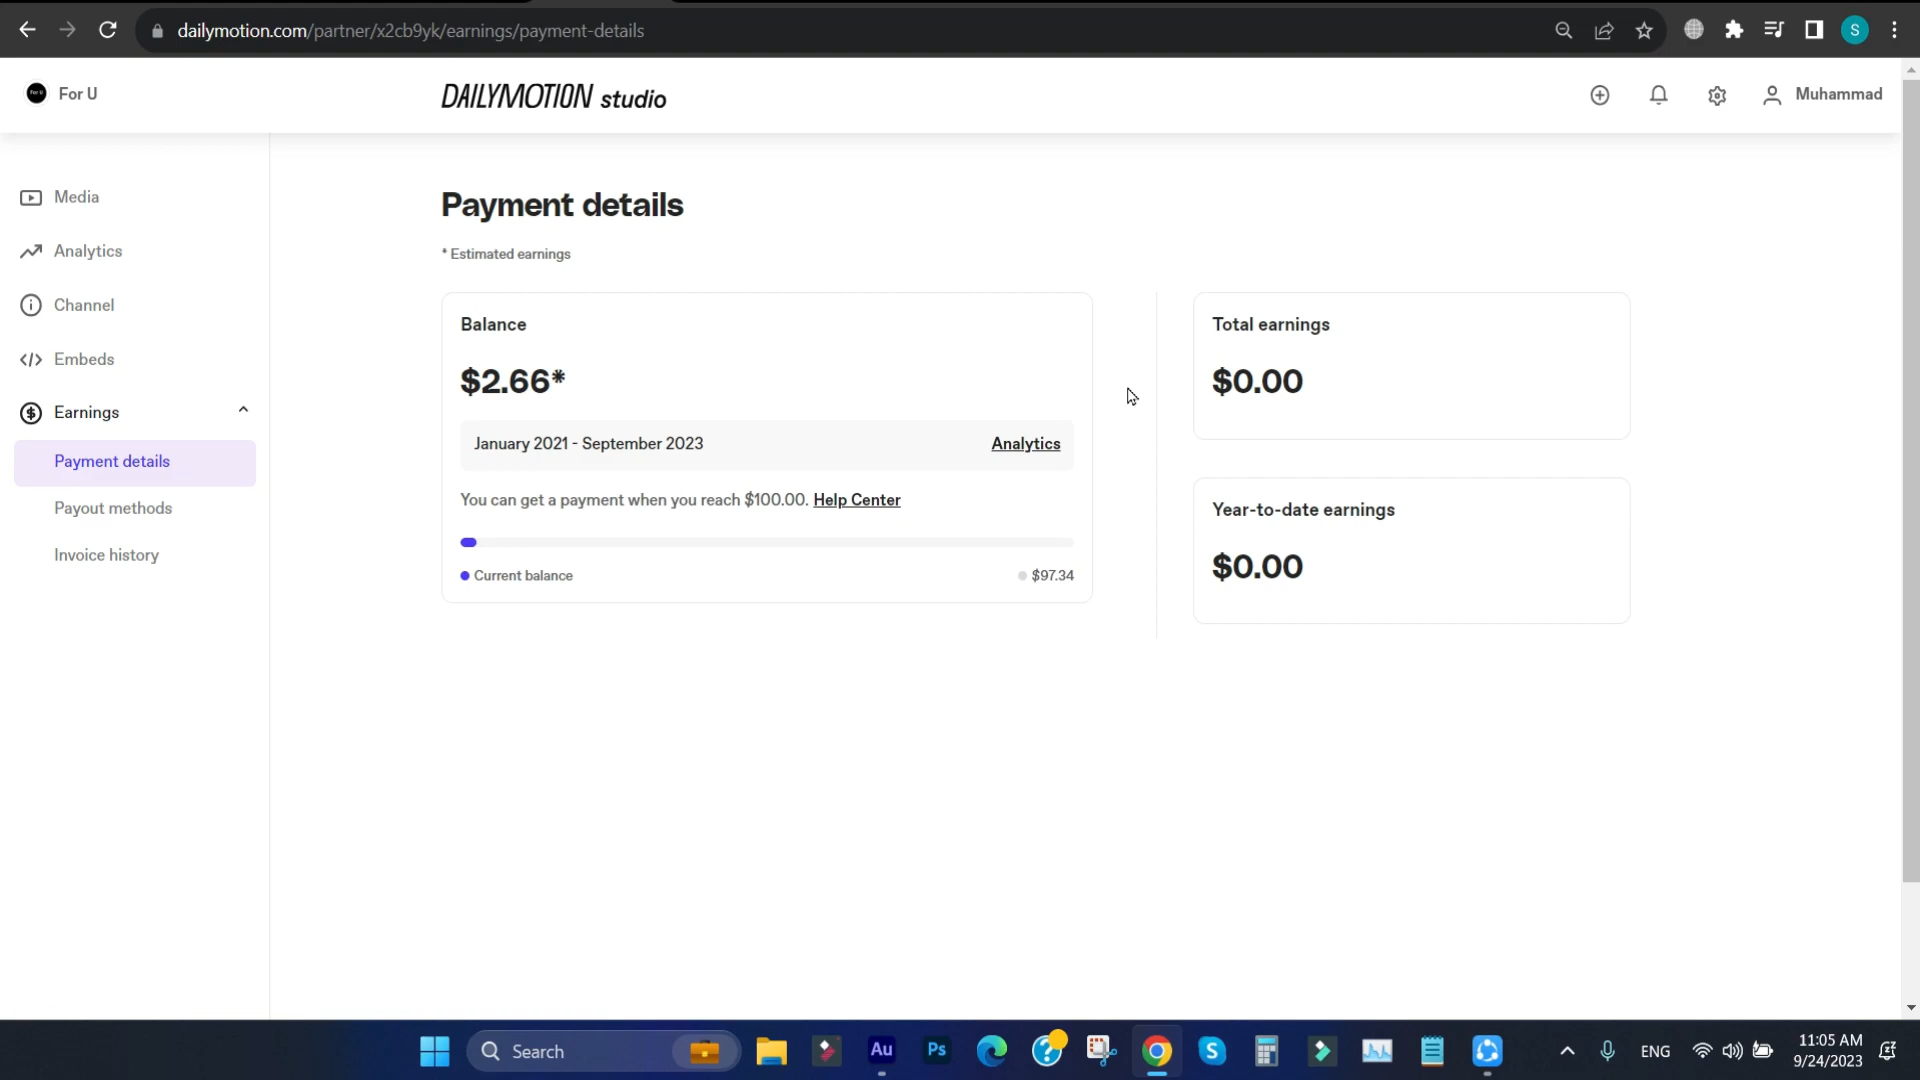 dailymotion.com/partner/x2cb9yk/earnings/payment-details
S
For U
For U
DAILYMOTION studio
Muhammad
Media
Analytics
Channel
Embeds
Earnings
Payment details
Payout methods
Invoice history
Payment details
* Estimated earnings
Balance
$2.66*
January 2021 - September 2023 Analytics
You can get a payment when you reach $100.00. Help Center
Current balance $97.34
Total earnings
$0.00
Year-to-date earnings
$0.00
Search
Au
Ps
ENG
11:05 AM
9/24/2023